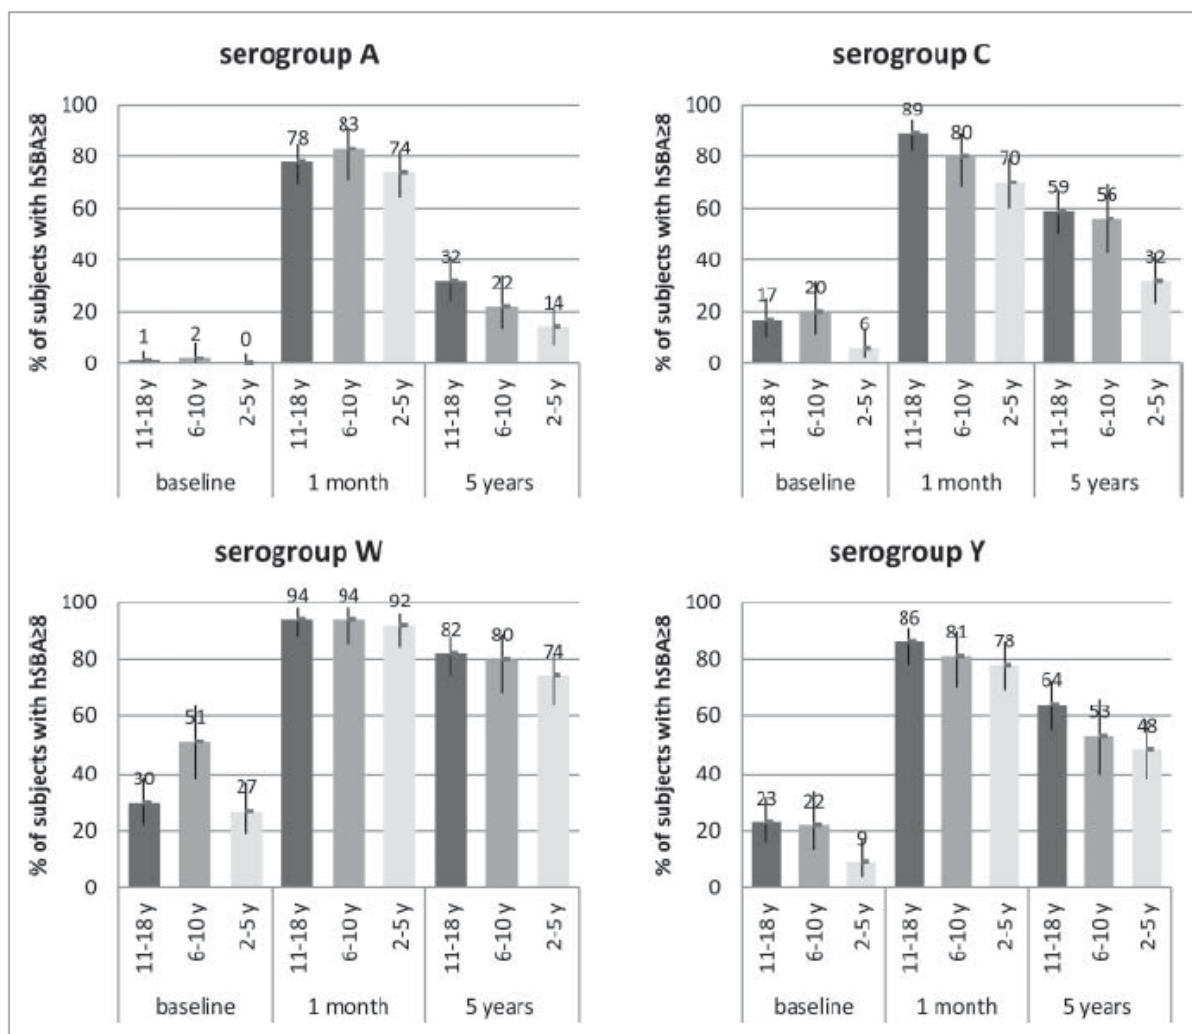 serogroup A
% of subjects with hSBA≥8
100
80
60
40
20
0
1
2
0
78
83
74
32
22
14
11-18 y
6-10 y
2-5 y
11-18 y
6-10 y
2-5 y
11-18 y
6-10 y
2-5 y
baseline
1 month
5 years
serogroup C
% of subjects with hSBA≥8
100
80
60
40
20
0
17
20
6
89
80
70
59
56
32
11-18 y
6-10 y
2-5 y
11-18 y
6-10 y
2-5 y
11-18 y
6-10 y
2-5 y
baseline
1 month
5 years
serogroup W
% of subjects with hSBA≥8
100
80
60
40
20
0
30
51
27
94
94
92
82
80
74
11-18 y
6-10 y
2-5 y
11-18 y
6-10 y
2-5 y
11-18 y
6-10 y
2-5 y
baseline
1 month
5 years
serogroup Y
% of subjects with hSBA≥8
100
80
60
40
20
0
23
22
9
86
81
78
64
53
48
11-18 y
6-10 y
2-5 y
11-18 y
6-10 y
2-5 y
11-18 y
6-10 y
2-5 y
baseline
1 month
5 years